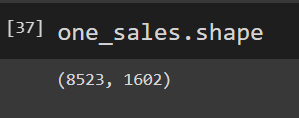 [37] one_sales.shape
(8523, 1602)